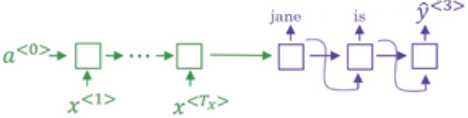 jane is ŷ<3>
a<0> ...
x<1> x<Tx>